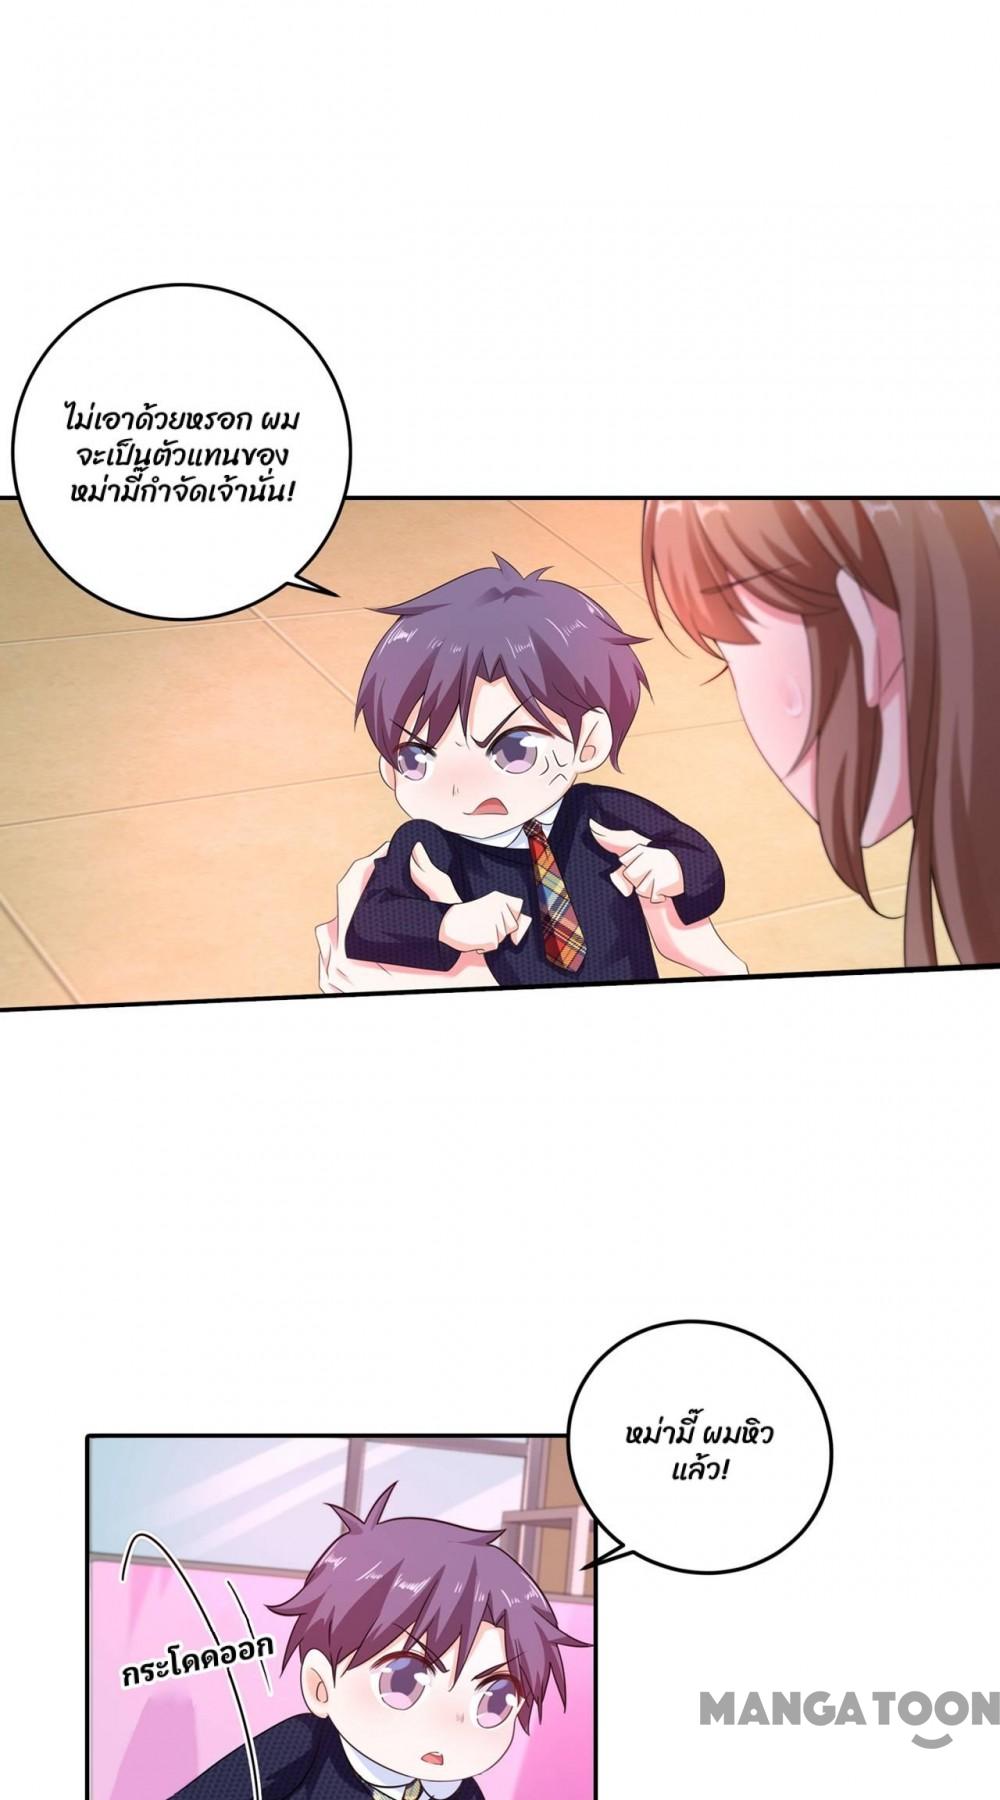 ไม่เอาด้วยหรอก ผม
จะเป็นตัวแทนของ
หม่ามี๊กำจัดเจ้านั่น!
หม่ามี๊ ผมหิว
แล้ว!
กระโดดออก
MANGATOON